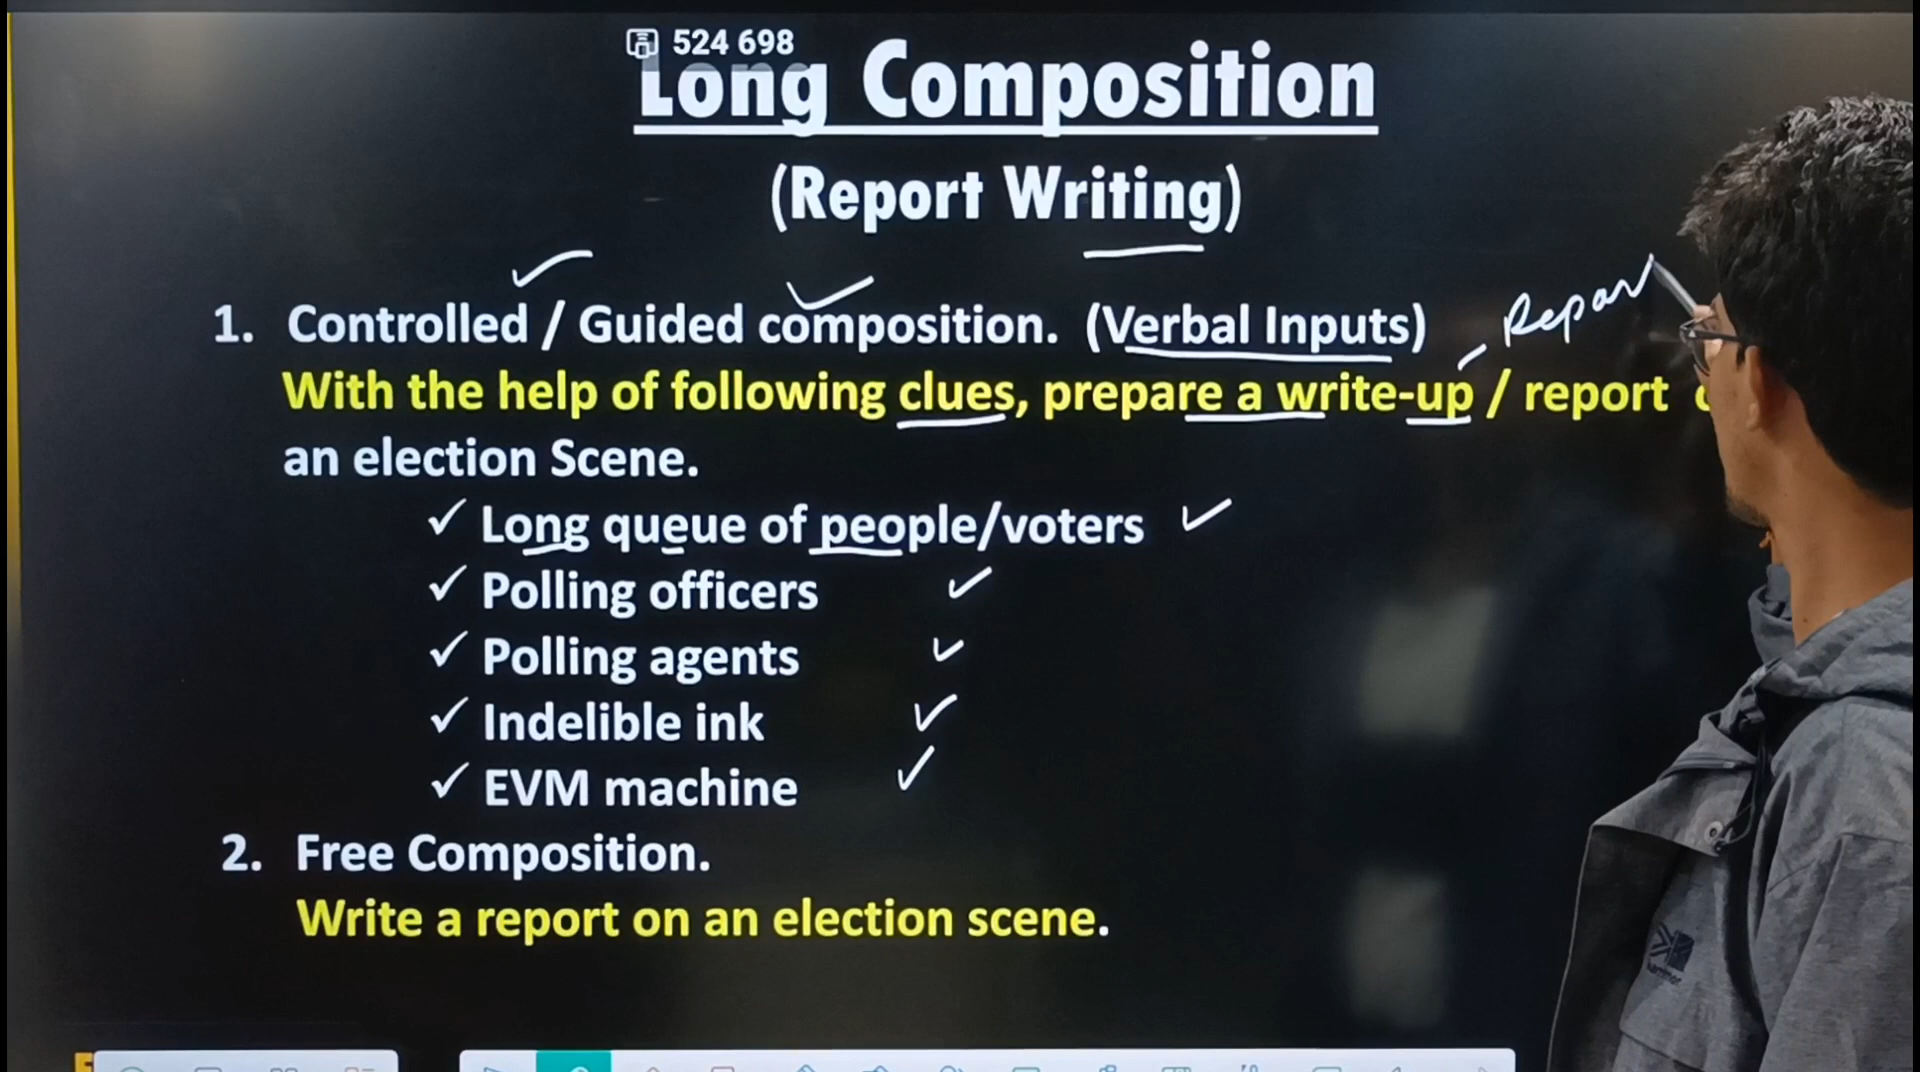 524 698
Long Composition
(Report Writing)
1. Controlled / Guided composition. (Verbal Inputs)
Repor
With the help of following clues, prepare a write-up / report
an election Scene.
✓ Long queue of people/voters ✓
✓ Polling officers ✓
✓ Polling agents ✓
✓ Indelible ink ✓
✓ EVM machine ✓
2. Free Composition.
Write a report on an election scene.